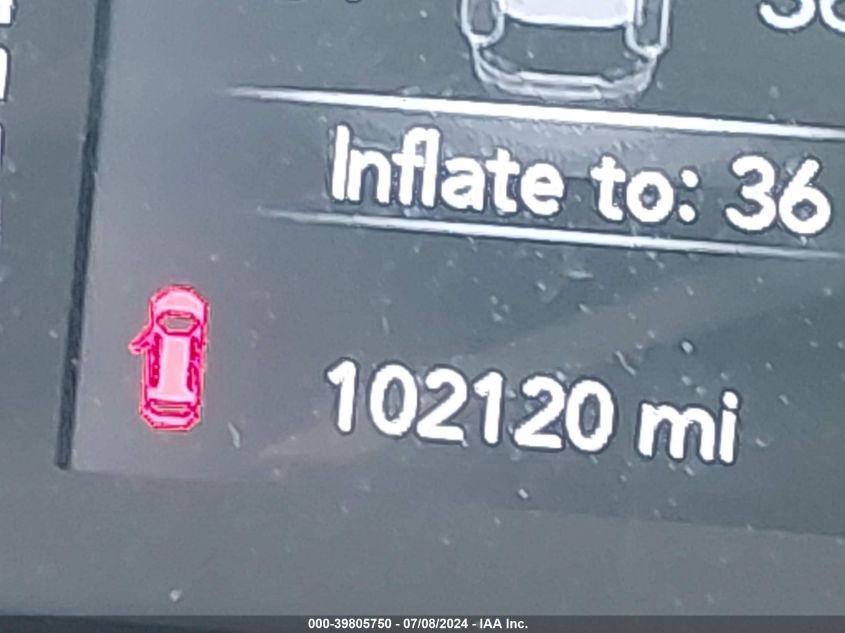 Inflate to: 36
102120 mi
000-39805750 - 07/08/2024 - IAA Inc.